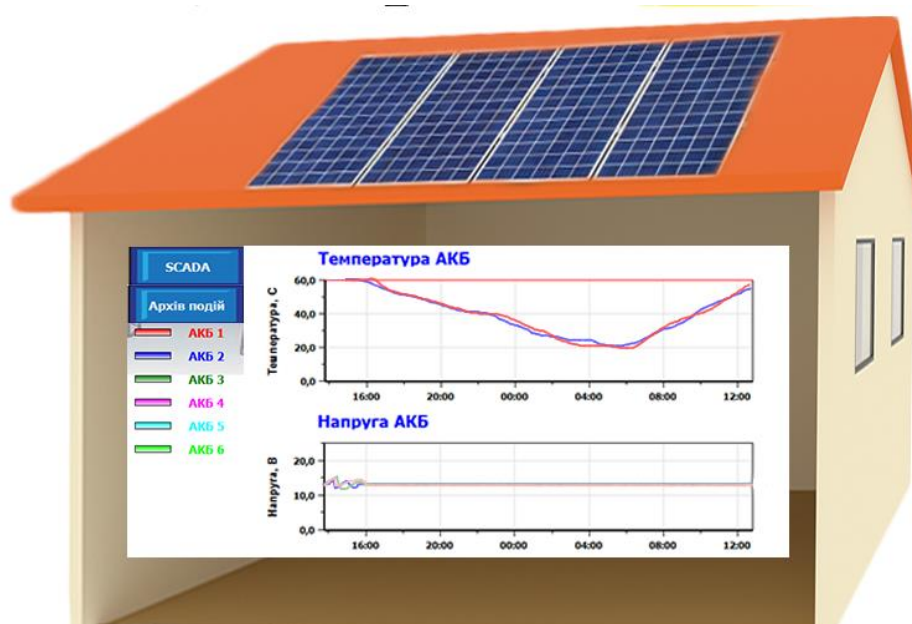 SCADA
Архів подій
АКБ 1
АКБ 2
АКБ 3
АКБ 4
АКБ 5
АКБ 6
Температура АКБ
Температура, С
60,0
40,0
20,0
0,0
16:00 20:00 00:00 04:00 08:00 12:00
Напруга АКБ
Напруга, В
20,0
10,0
0,0
16:00 20:00 00:00 04:00 08:00 12:00